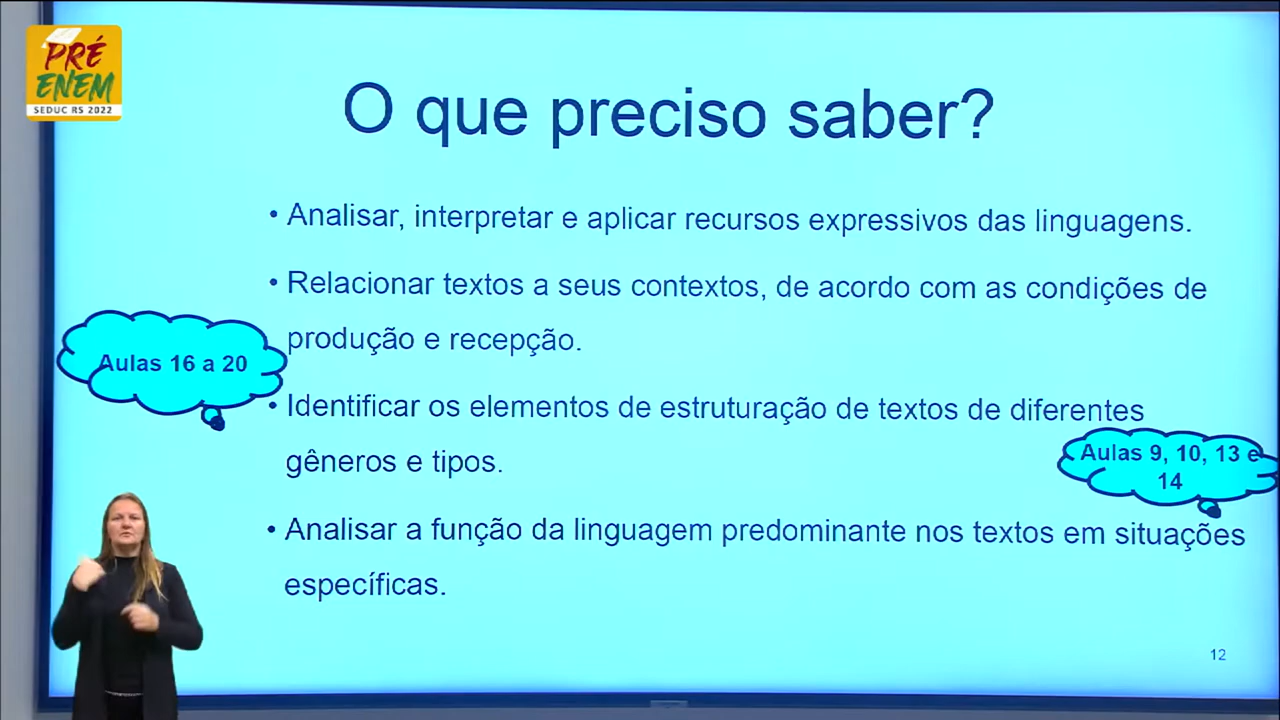 PRÉ
ENEM
SEDUC RS 2022
O que preciso saber?
• Analisar, interpretar e aplicar recursos expressivos das linguagens.
• Relacionar textos a seus contextos, de acordo com as condições de
produção e recepção.
Aulas 16 a 20
• Identificar os elementos de estruturação de textos de diferentes
gêneros e tipos.
Aulas 9, 10, 13 e
14
• Analisar a função da linguagem predominante nos textos em situações
específicas.
12